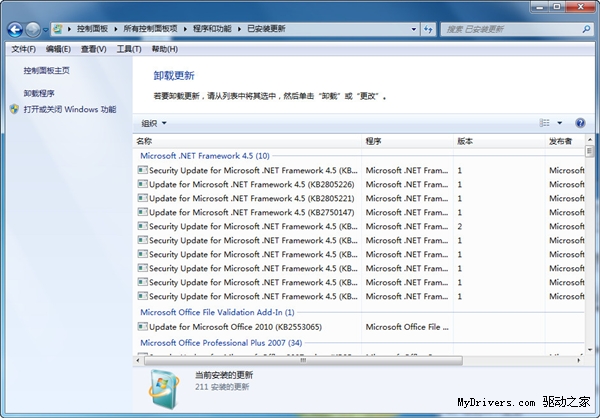 控制面板 ▸ 所有控制面板项 ▸ 程序和功能 ▸ 已安装更新
搜索 已安装更新
文件(F) 编辑(E) 查看(V) 工具(T) 帮助(H)
控制面板主页
卸载程序
打开或关闭 Windows 功能
卸载更新
若要卸载更新，请从列表中将其选中，然后单击“卸载”或“更改”。
组织
名称 程序 版本 发布者
Microsoft .NET Framework 4.5 (10)
Security Update for Microsoft .NET Framework 4.5 (KB... Microsoft .NET Fram... 1 Microsoft
Update for Microsoft .NET Framework 4.5 (KB2805226) Microsoft .NET Fram... 1 Microsoft
Update for Microsoft .NET Framework 4.5 (KB2805221) Microsoft .NET Fram... 1 Microsoft
Update for Microsoft .NET Framework 4.5 (KB2750147) Microsoft .NET Fram... 1 Microsoft
Security Update for Microsoft .NET Framework 4.5 (KB... Microsoft .NET Fram... 2 Microsoft
Security Update for Microsoft .NET Framework 4.5 (KB... Microsoft .NET Fram... 1 Microsoft
Security Update for Microsoft .NET Framework 4.5 (KB... Microsoft .NET Fram... 1 Microsoft
Security Update for Microsoft .NET Framework 4.5 (KB... Microsoft .NET Fram... 1 Microsoft
Security Update for Microsoft .NET Framework 4.5 (KB... Microsoft .NET Fram... 1 Microsoft
Security Update for Microsoft .NET Framework 4.5 (KB... Microsoft .NET Fram... 1 Microsoft
Microsoft Office File Validation Add-In (1)
Update for Microsoft Office 2010 (KB2553065) Microsoft Office File ... Microsoft
Microsoft Office Professional Plus 2007 (34)
当前安装的更新
211 安装的更新
MyDrivers.com 驱动之家